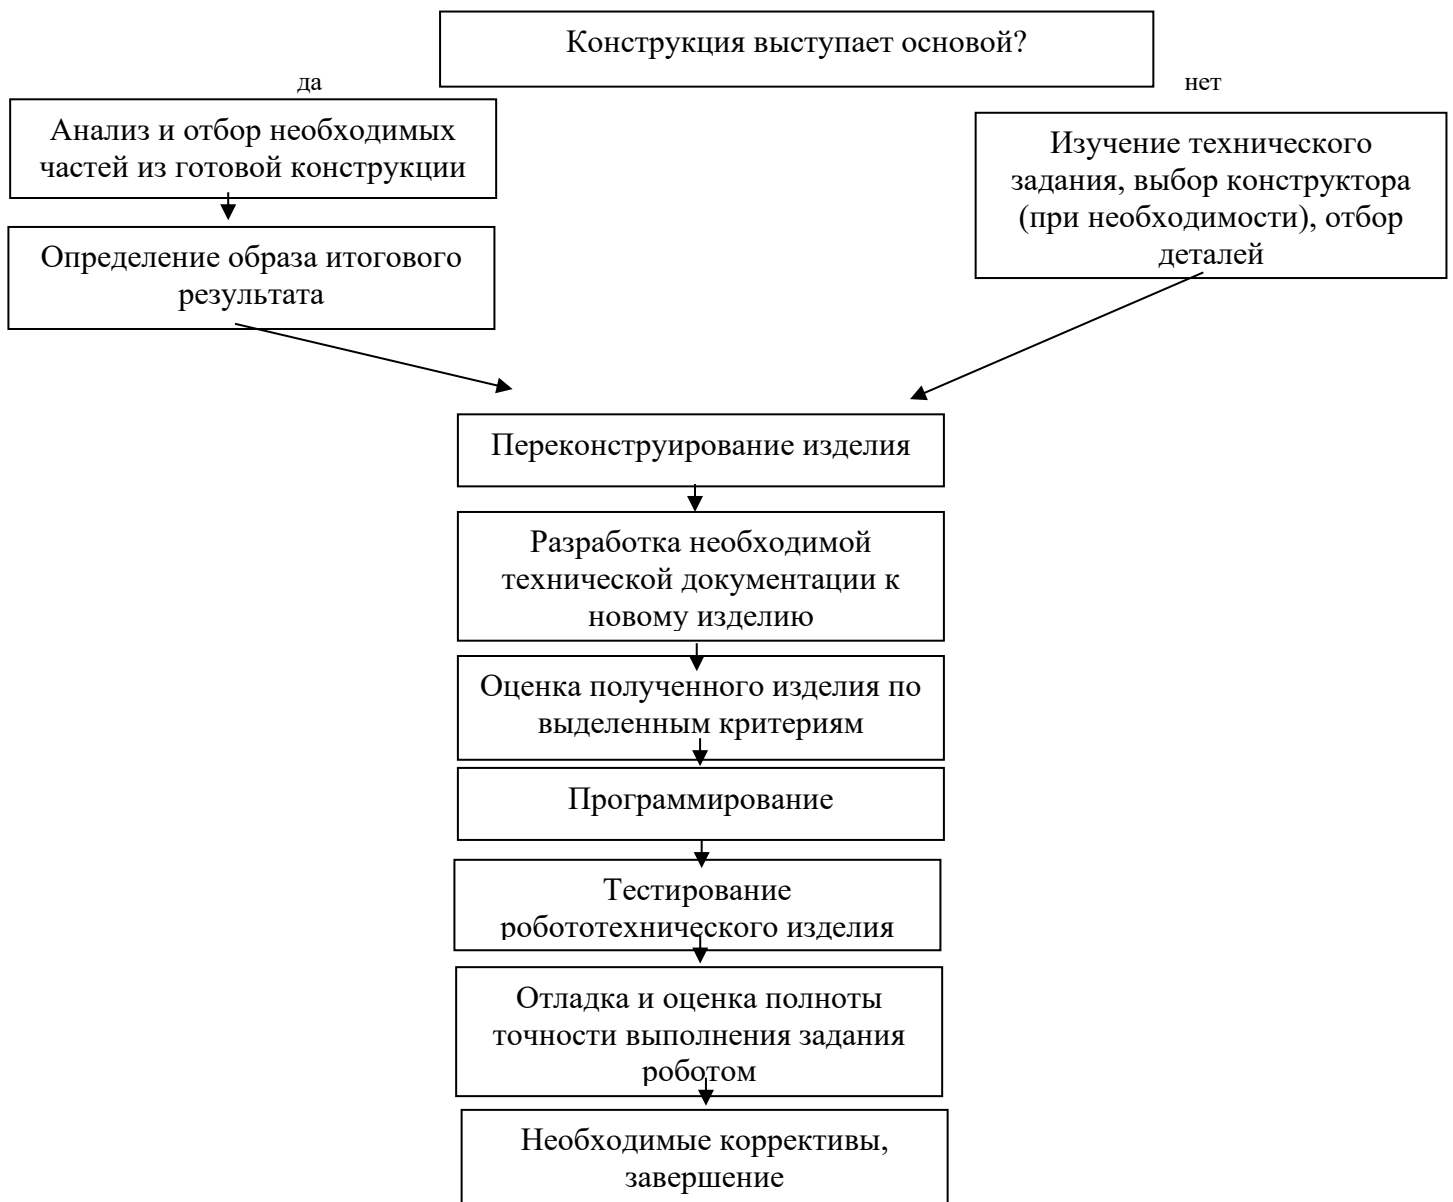 Конструкция выступает основой?
да
нет
Анализ и отбор необходимых
частей из готовой конструкции
Определение образа итогового
результата
Изучение технического
задания, выбор конструктора
(при необходимости), отбор
деталей
Переконструирование изделия
Разработка необходимой
технической документации к
новому изделию
Оценка полученного изделия по
выделенным критериям
Программирование
Тестирование
робототехнического изделия
Отладка и оценка полноты
точности выполнения задания
роботом
Необходимые коррективы,
завершение